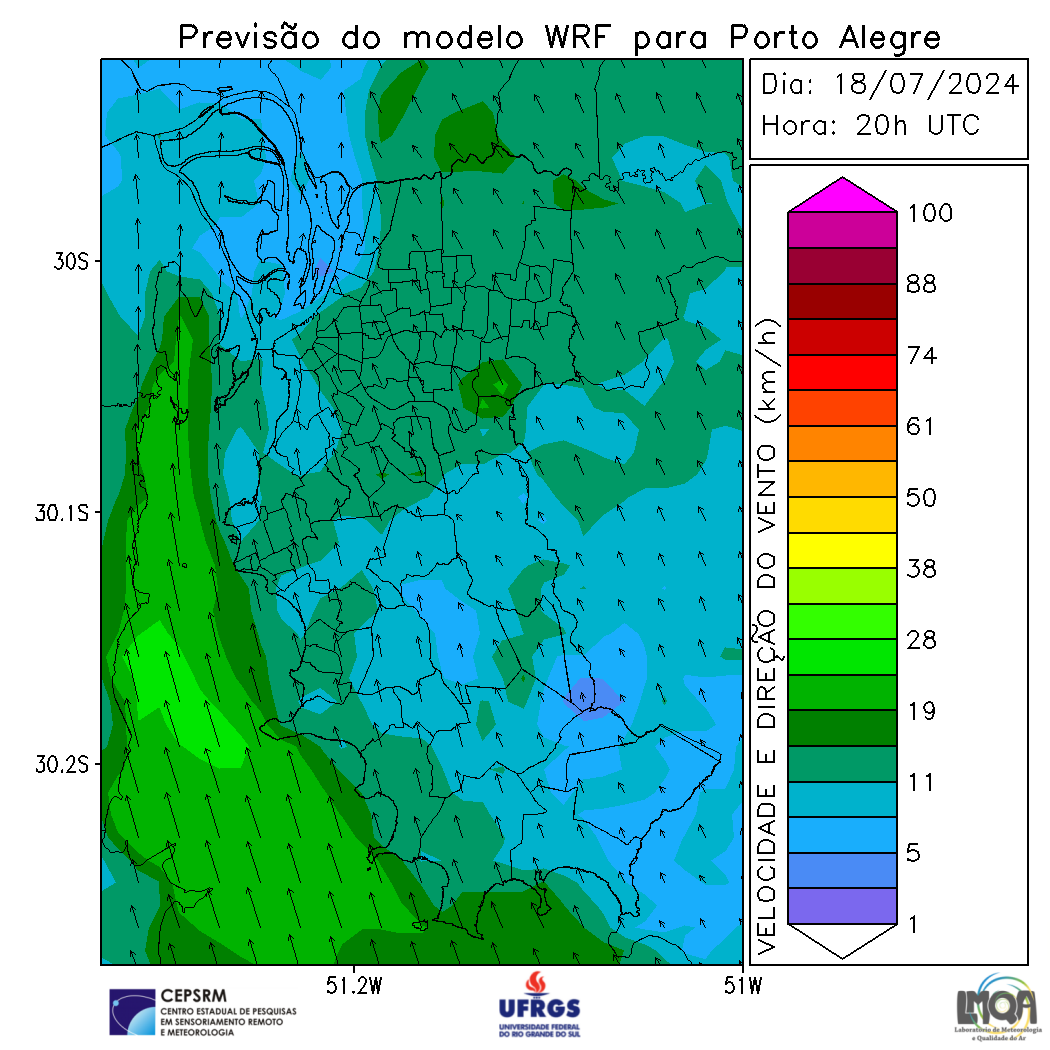 Previsão do modelo WRF para Porto Alegre
Dia: 18/07/2024
Hora: 20h UTC
30S
30.1S
30.2S
51.2W
51W
VELOCIDADE E DIREÇÃO DO VENTO (km/h)
100
88
74
61
50
38
28
19
11
5
1
CEPSRM
CENTRO ESTADUAL DE PESQUISAS
EM SENSORIAMENTO REMOTO
E METEOROLOGIA
UFRGS
UNIVERSIDADE FEDERAL
DO RIO GRANDE DO SUL
LMQA
Laboratório de Meteorologia
e Qualidade do Ar